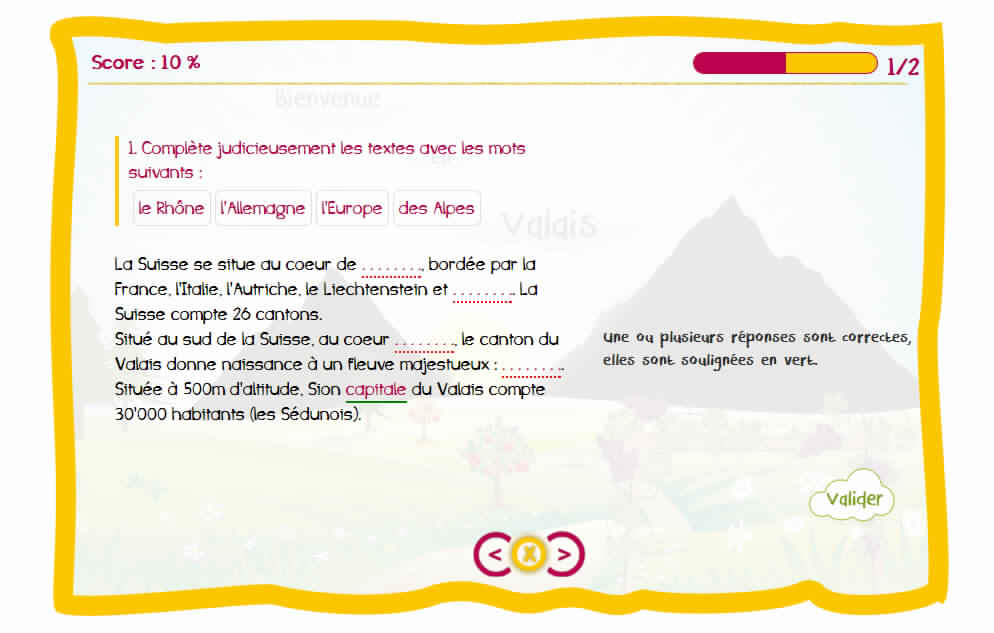 Score : 10 %
1/2
Bienvenue
en
Valais
1. Complète judicieusement les textes avec les mots
suivants :
le Rhône l'Allemagne l'Europe des Alpes
La Suisse se situe au coeur de ........, bordée par la
France, l'Italie, l'Autriche, le Liechtenstein et ......... La
Suisse compte 26 cantons.
Situé au sud de la Suisse, au coeur ........, le canton du
Valais donne naissance à un fleuve majestueux : .........
Située à 500m d'altitude, Sion capitale du Valais compte
30'000 habitants (les Sédunois).
Une ou plusieurs réponses sont correctes,
elles sont soulignées en vert.
Valider
< X >